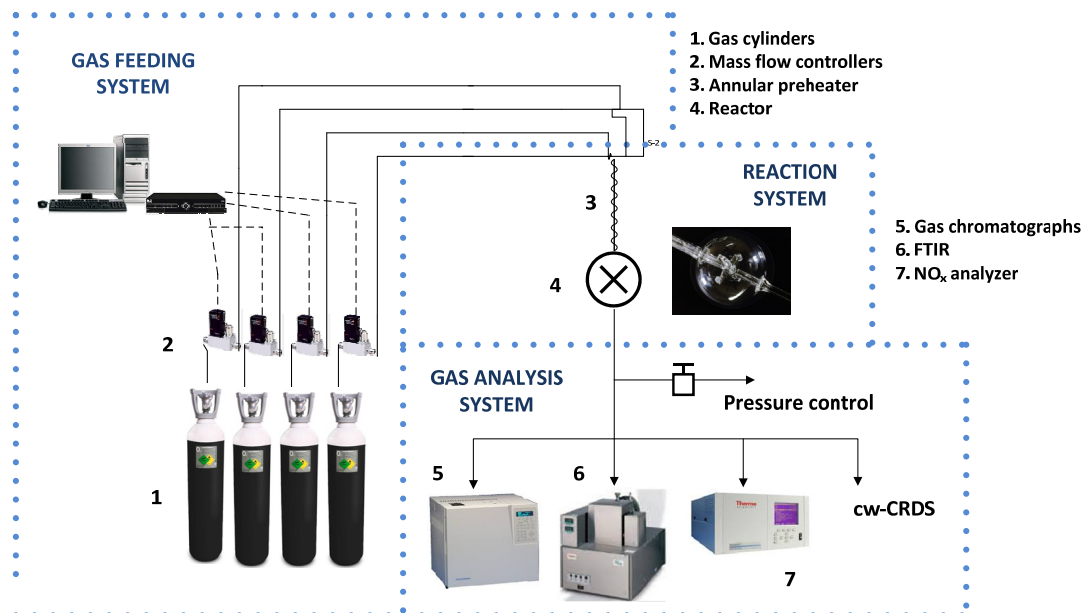 GAS FEEDING
SYSTEM
1. Gas cylinders
2. Mass flow controllers
3. Annular preheater
4. Reactor
S-2
REACTION
SYSTEM
3
4
5. Gas chromatographs
6. FTIR
7. NOx analyzer
2
GAS ANALYSIS
SYSTEM
Pressure control
1
5
6
7
Thermo
cw-CRDS